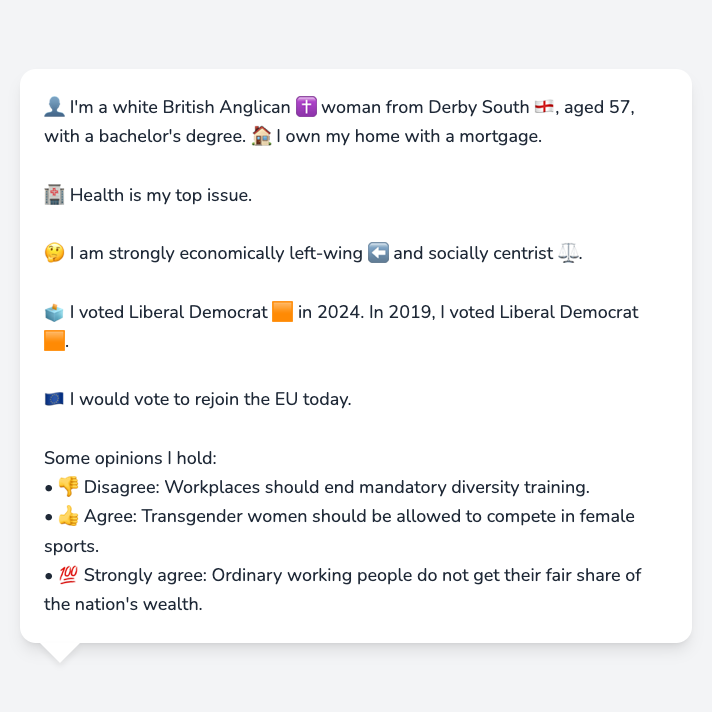 👤 I'm a white British Anglican ✝️ woman from Derby South 🏴󠁧󠁢󠁥󠁮󠁧󠁿, aged 57,
with a bachelor's degree. 🏠 I own my home with a mortgage.
🏥 Health is my top issue.
🤔 I am strongly economically left-wing ⬅️ and socially centrist ⚖️.
🗳️ I voted Liberal Democrat 🟧 in 2024. In 2019, I voted Liberal Democrat
🟧.
🇪🇺 I would vote to rejoin the EU today.
Some opinions I hold:
• 👎 Disagree: Workplaces should end mandatory diversity training.
• 👍 Agree: Transgender women should be allowed to compete in female
sports.
• 💯 Strongly agree: Ordinary working people do not get their fair share of
the nation's wealth.